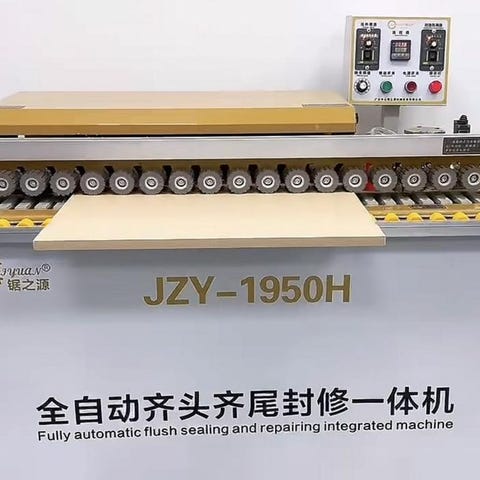 JIYUAN®
锯之源
JZY-1950H
全自动齐头齐尾封修一体机
Fully automatic flush sealing and repairing integrated machine